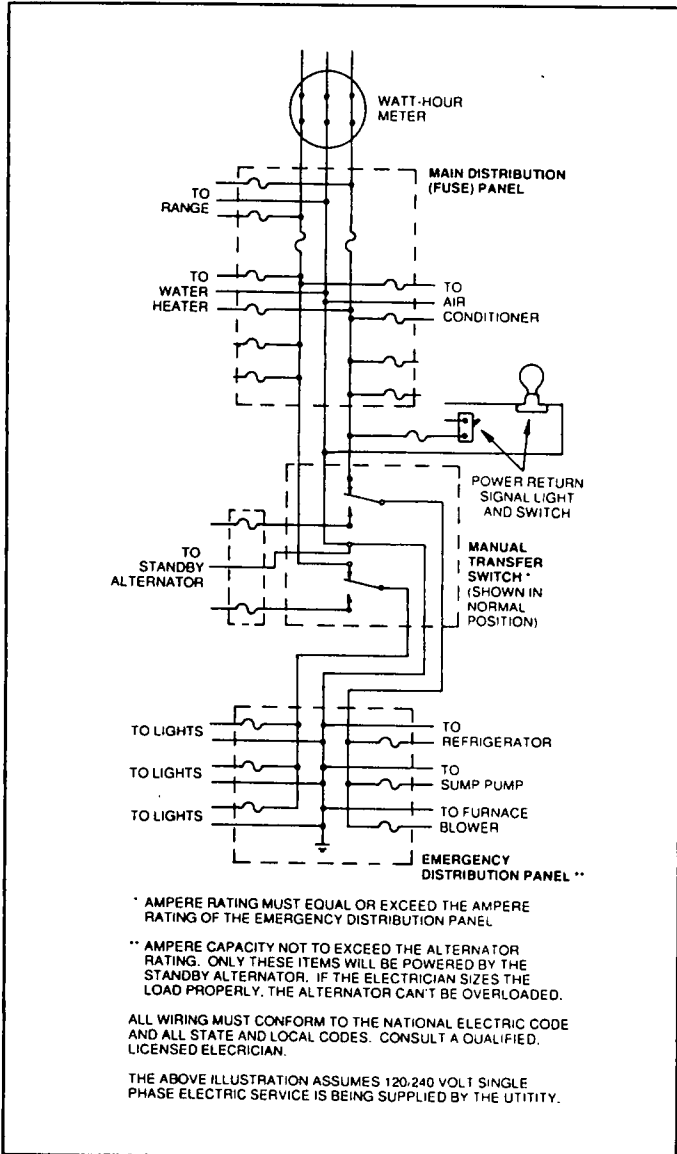 WATT-HOUR
METER
MAIN DISTRIBUTION
(FUSE) PANEL
TO
RANGE
TO
WATER
HEATER
TO
AIR
CONDITIONER
POWER RETURN
SIGNAL LIGHT
AND SWITCH
TO
STANDBY
ALTERNATOR
MANUAL
TRANSFER
SWITCH *
(SHOWN IN
NORMAL
POSITION)
TO LIGHTS
TO
REFRIGERATOR
TO LIGHTS
TO
SUMP PUMP
TO LIGHTS
TO FURNACE
BLOWER
EMERGENCY
DISTRIBUTION PANEL **
* AMPERE RATING MUST EQUAL OR EXCEED THE AMPERE
RATING OF THE EMERGENCY DISTRIBUTION PANEL
** AMPERE CAPACITY NOT TO EXCEED THE ALTERNATOR
RATING. ONLY THESE ITEMS WILL BE POWERED BY THE
STANDBY ALTERNATOR. IF THE ELECTRICIAN SIZES THE
LOAD PROPERLY, THE ALTERNATOR CAN'T BE OVERLOADED.
ALL WIRING MUST CONFORM TO THE NATIONAL ELECTRIC CODE
AND ALL STATE AND LOCAL CODES. CONSULT A QUALIFIED,
LICENSED ELECRICIAN.
THE ABOVE ILLUSTRATION ASSUMES 120/240 VOLT SINGLE
PHASE ELECTRIC SERVICE IS BEING SUPPLIED BY THE UTITITY.